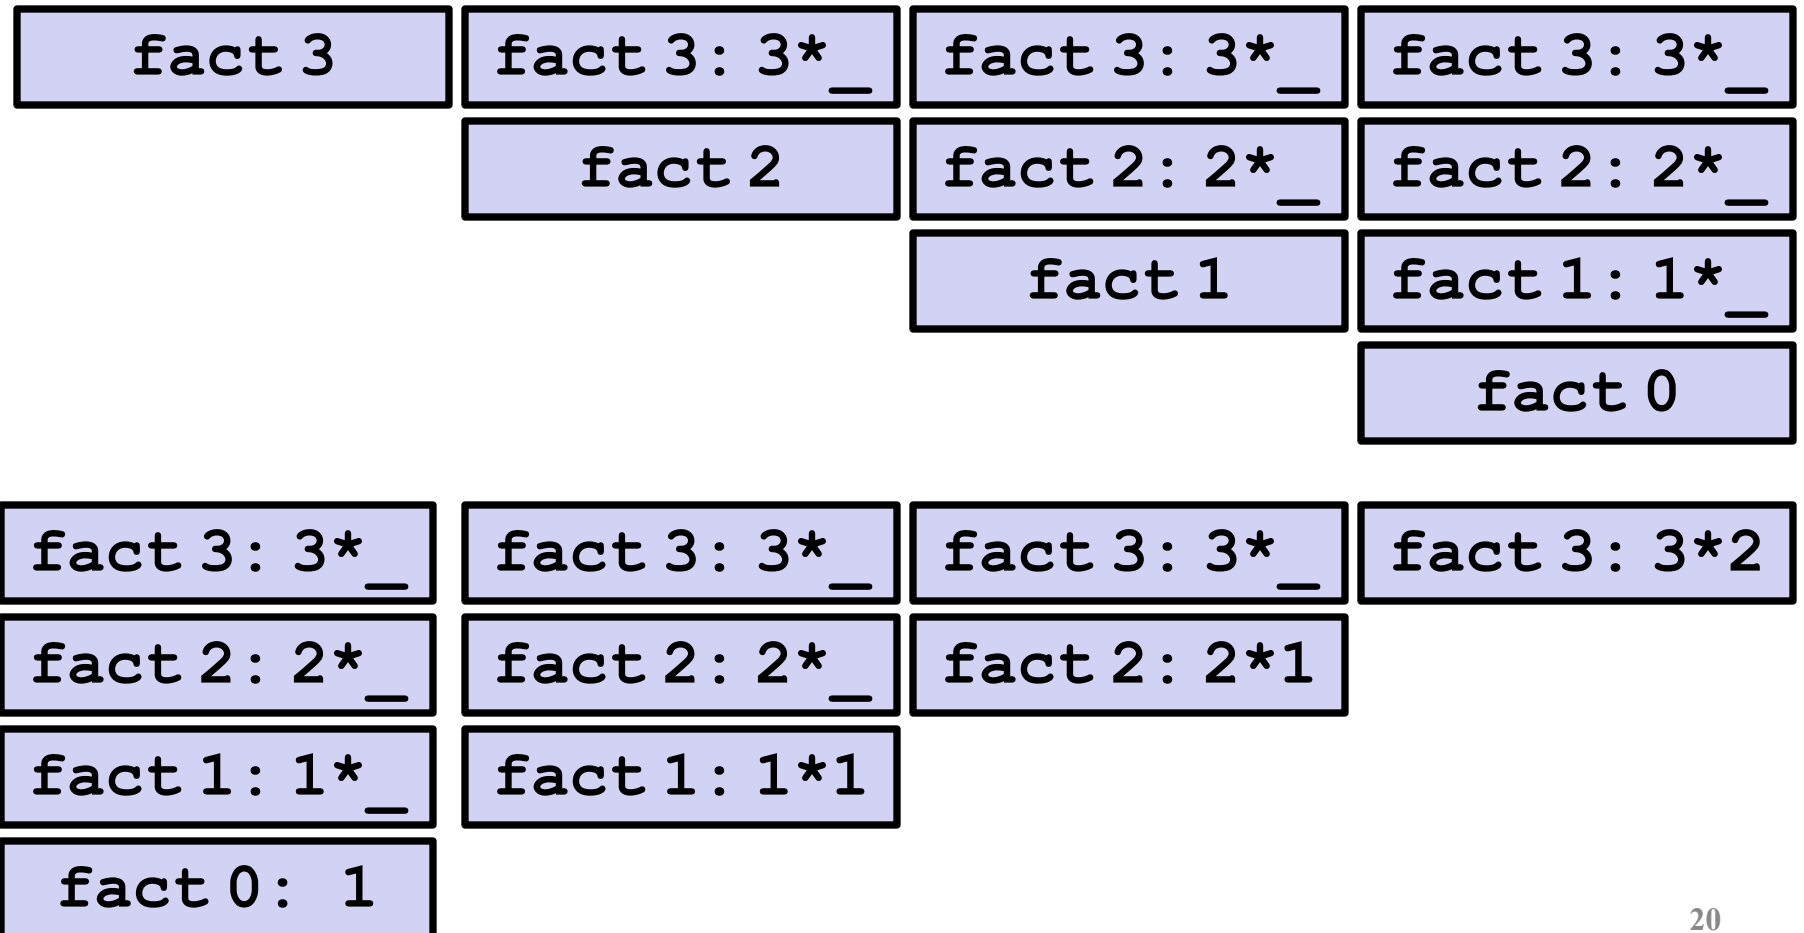 fact 3 fact 3: 3*_ fact 3: 3*_ fact 3: 3*_
fact 2 fact 2: 2*_ fact 2: 2*_
fact 1 fact 1: 1*_
fact 0
fact 3: 3*_ fact 3: 3*_ fact 3: 3*_ fact 3: 3*2
fact 2: 2*_ fact 2: 2*_ fact 2: 2*1
fact 1: 1*_ fact 1: 1*1
fact 0: 1
20